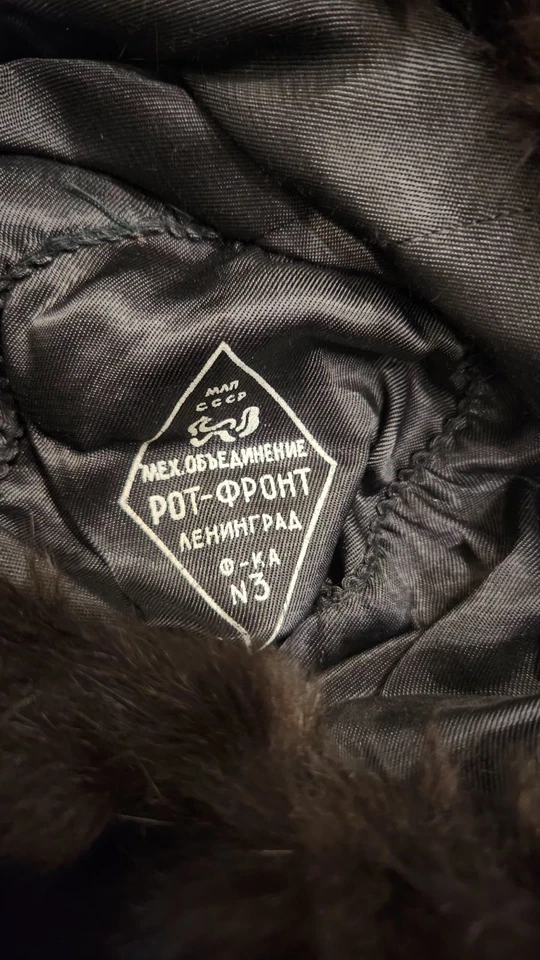 МЛП
СССР
МЕХ.ОБЪЕДИНЕНИЕ
РОТ-ФРОНТ
ЛЕНИНГРАД
Ф-КА
N3